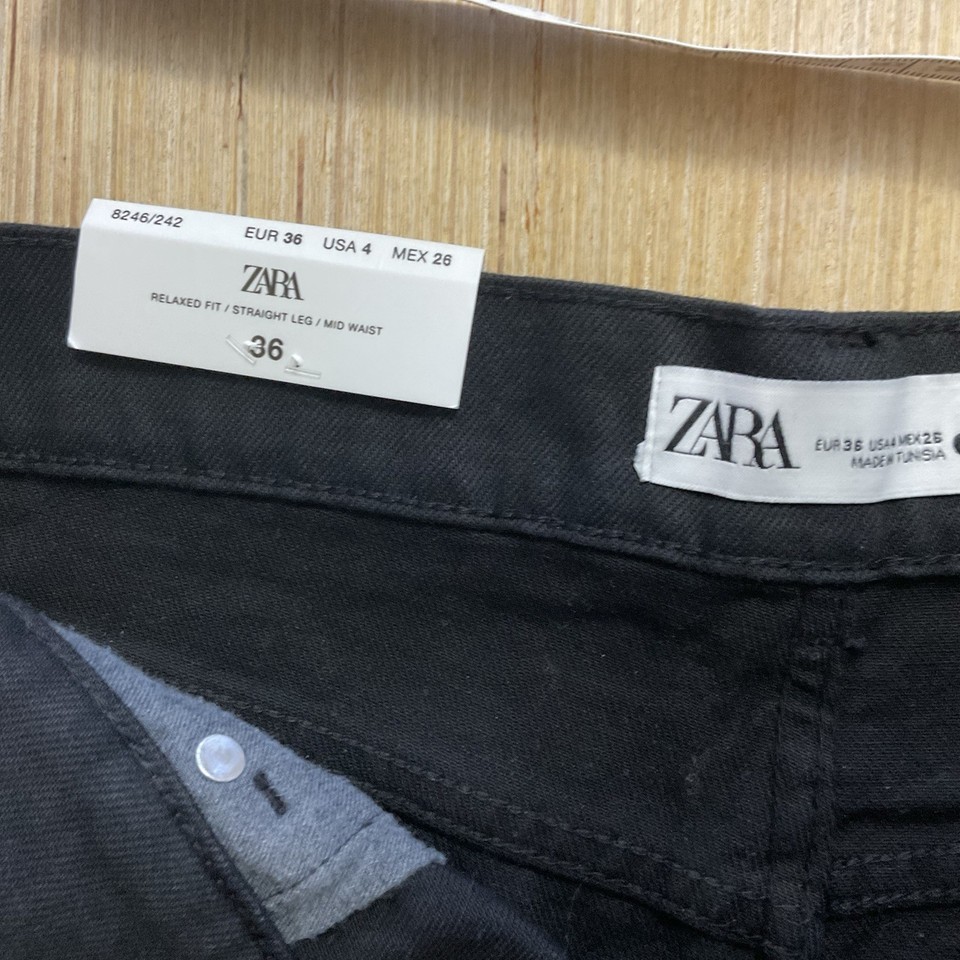 8246/242
EUR 36 USA 4 MEX 26
ZARA
RELAXED FIT / STRAIGHT LEG / MID WAIST
36
ZARA
EUR 36 USA 4 MEX 26
MADE IN TUNISIA